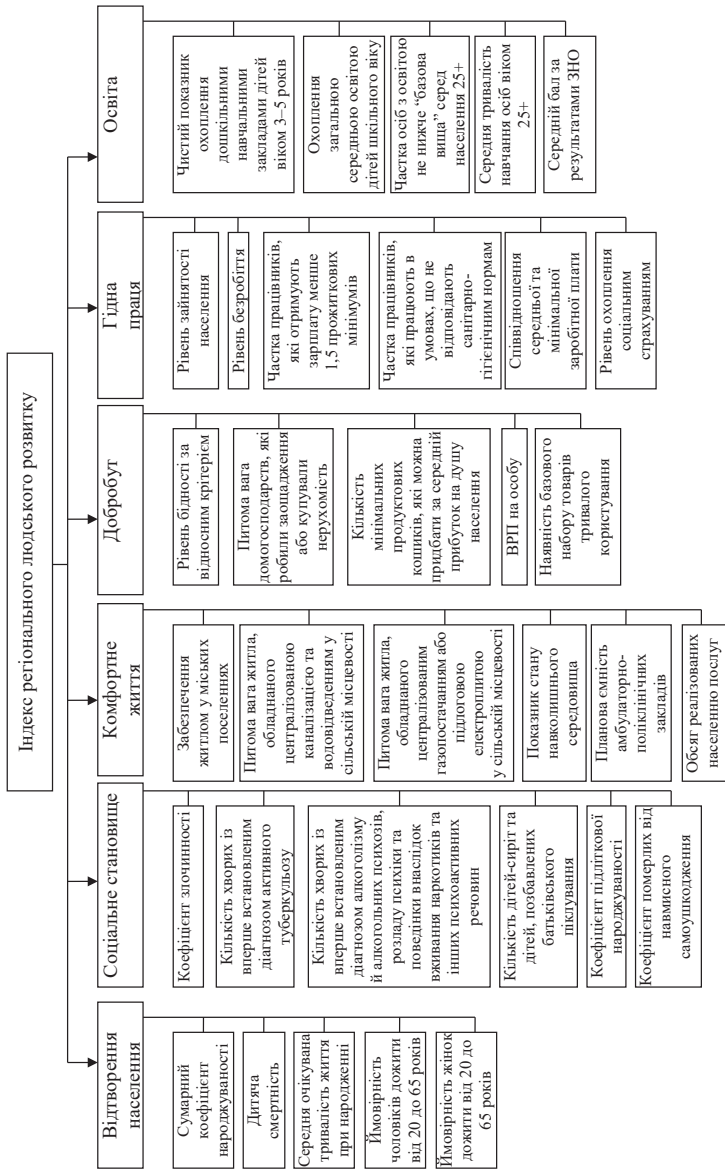 Індекс регіонального людського розвитку
Відтворення
населення
Сумарний
коефіцієнт
народжуваності
Дитяча
смертність
Середня очікувана
тривалість життя
при народженні
Ймовірність
чоловіків дожити
від 20 до 65 років
Ймовірність жінок
дожити від 20 до
65 років
Соціальне становище
Коефіцієнт злочинності
Кількість хворих із
вперше встановленим
діагнозом активного
туберкульозу
Кількість хворих із
вперше встановленим
діагнозом алкоголізму
й алкогольних психозів,
розладу психіки та
поведінки внаслідок
вживання наркотиків та
інших психоактивних
речовин
Кількість дітей-сиріт та
дітей, позбавлених
батьківського
піклування
Коефіцієнт підліткової
народжуваності
Коефіцієнт померлих від
навмисного
самоушкодження
Комфортне
життя
Забезпечення
житлом у міських
поселеннях
Питома вага житла,
обладнаного
централізованою
каналізацією та
водовідведенням у
сільській місцевості
Питома вага житла,
обладнаного
централізованим
газопостачанням або
підлоговою
електроплитою
у сільській місцевості
Показник стану
навколишнього
середовища
Планова ємність
амбулаторно-
поліклінічних
закладів
Обсяг реалізованих
населенню послуг
Добробут
Рівень бідності за
відносним крітерієм
Питома вага
домогосподарств, які
робили заощадження
або купували
нерухомість
Кількість
мінімальних
продуктових
кошиків, які можна
придбати за середній
прибуток на душу
населення
ВРП на особу
Наявність базового
набору товарів
тривалого
користування
Гідна
праця
Рівень зайнятості
населення
Рівень безробіття
Частка працівників,
які отримують
зарплату менше
1,5 прожиткових
мінімумів
Частка працівників,
які працюють в
умовах, що не
відповідають
санітарно-
гігієнічним нормам
Співвідношення
середньої та
мінімальної
заробітної плати
Рівень охоплення
соціальним
страхуванням
Освіта
Чистий показник
охоплення
дошкільними
навчальними
закладами дітей
віком 3–5 років
Охоплення
загальною
середньою освітою
дітей шкільного віку
Частка осіб з освітою
не нижче “базова
вища” серед
населення 25+
Середня тривалість
навчання осіб віком
25+
Середній бал за
результатами ЗНО